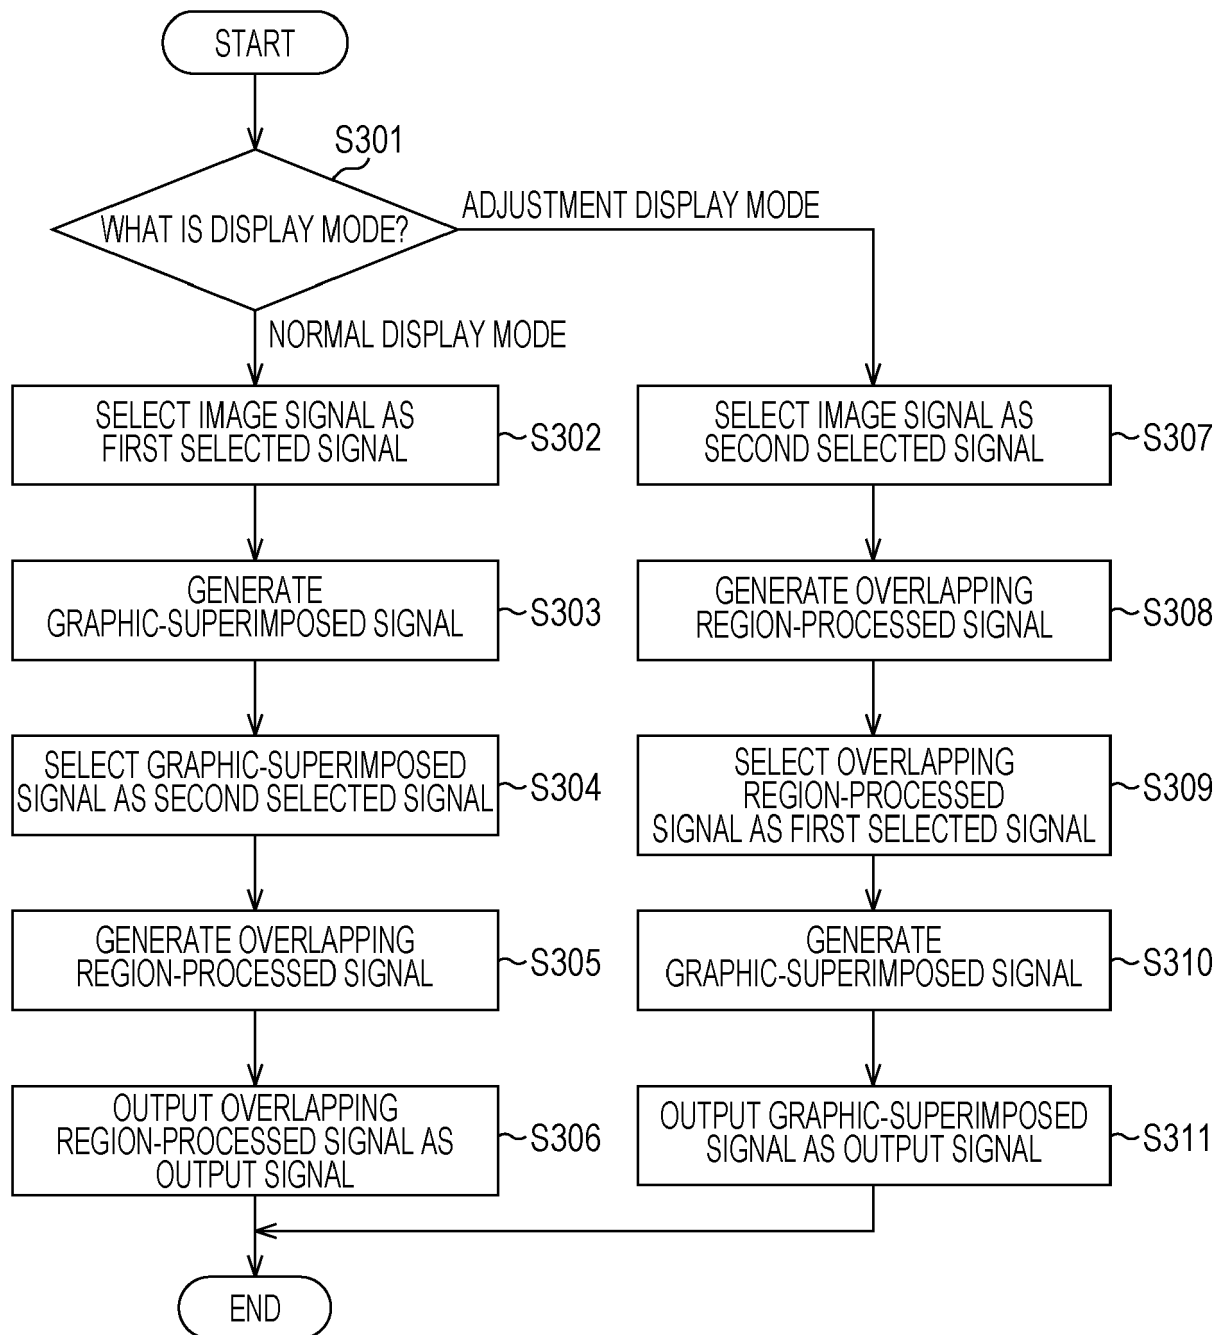 START
S301
WHAT IS DISPLAY MODE?
ADJUSTMENT DISPLAY MODE
NORMAL DISPLAY MODE
SELECT IMAGE SIGNAL AS
FIRST SELECTED SIGNAL
S302
GENERATE
GRAPHIC-SUPERIMPOSED SIGNAL
S303
SELECT GRAPHIC-SUPERIMPOSED
SIGNAL AS SECOND SELECTED SIGNAL
S304
GENERATE OVERLAPPING
REGION-PROCESSED SIGNAL
S305
OUTPUT OVERLAPPING
REGION-PROCESSED SIGNAL AS
OUTPUT SIGNAL
S306
SELECT IMAGE SIGNAL AS
SECOND SELECTED SIGNAL
S307
GENERATE OVERLAPPING
REGION-PROCESSED SIGNAL
S308
SELECT OVERLAPPING
REGION-PROCESSED
SIGNAL AS FIRST SELECTED SIGNAL
S309
GENERATE
GRAPHIC-SUPERIMPOSED SIGNAL
S310
OUTPUT GRAPHIC-SUPERIMPOSED
SIGNAL AS OUTPUT SIGNAL
S311
END